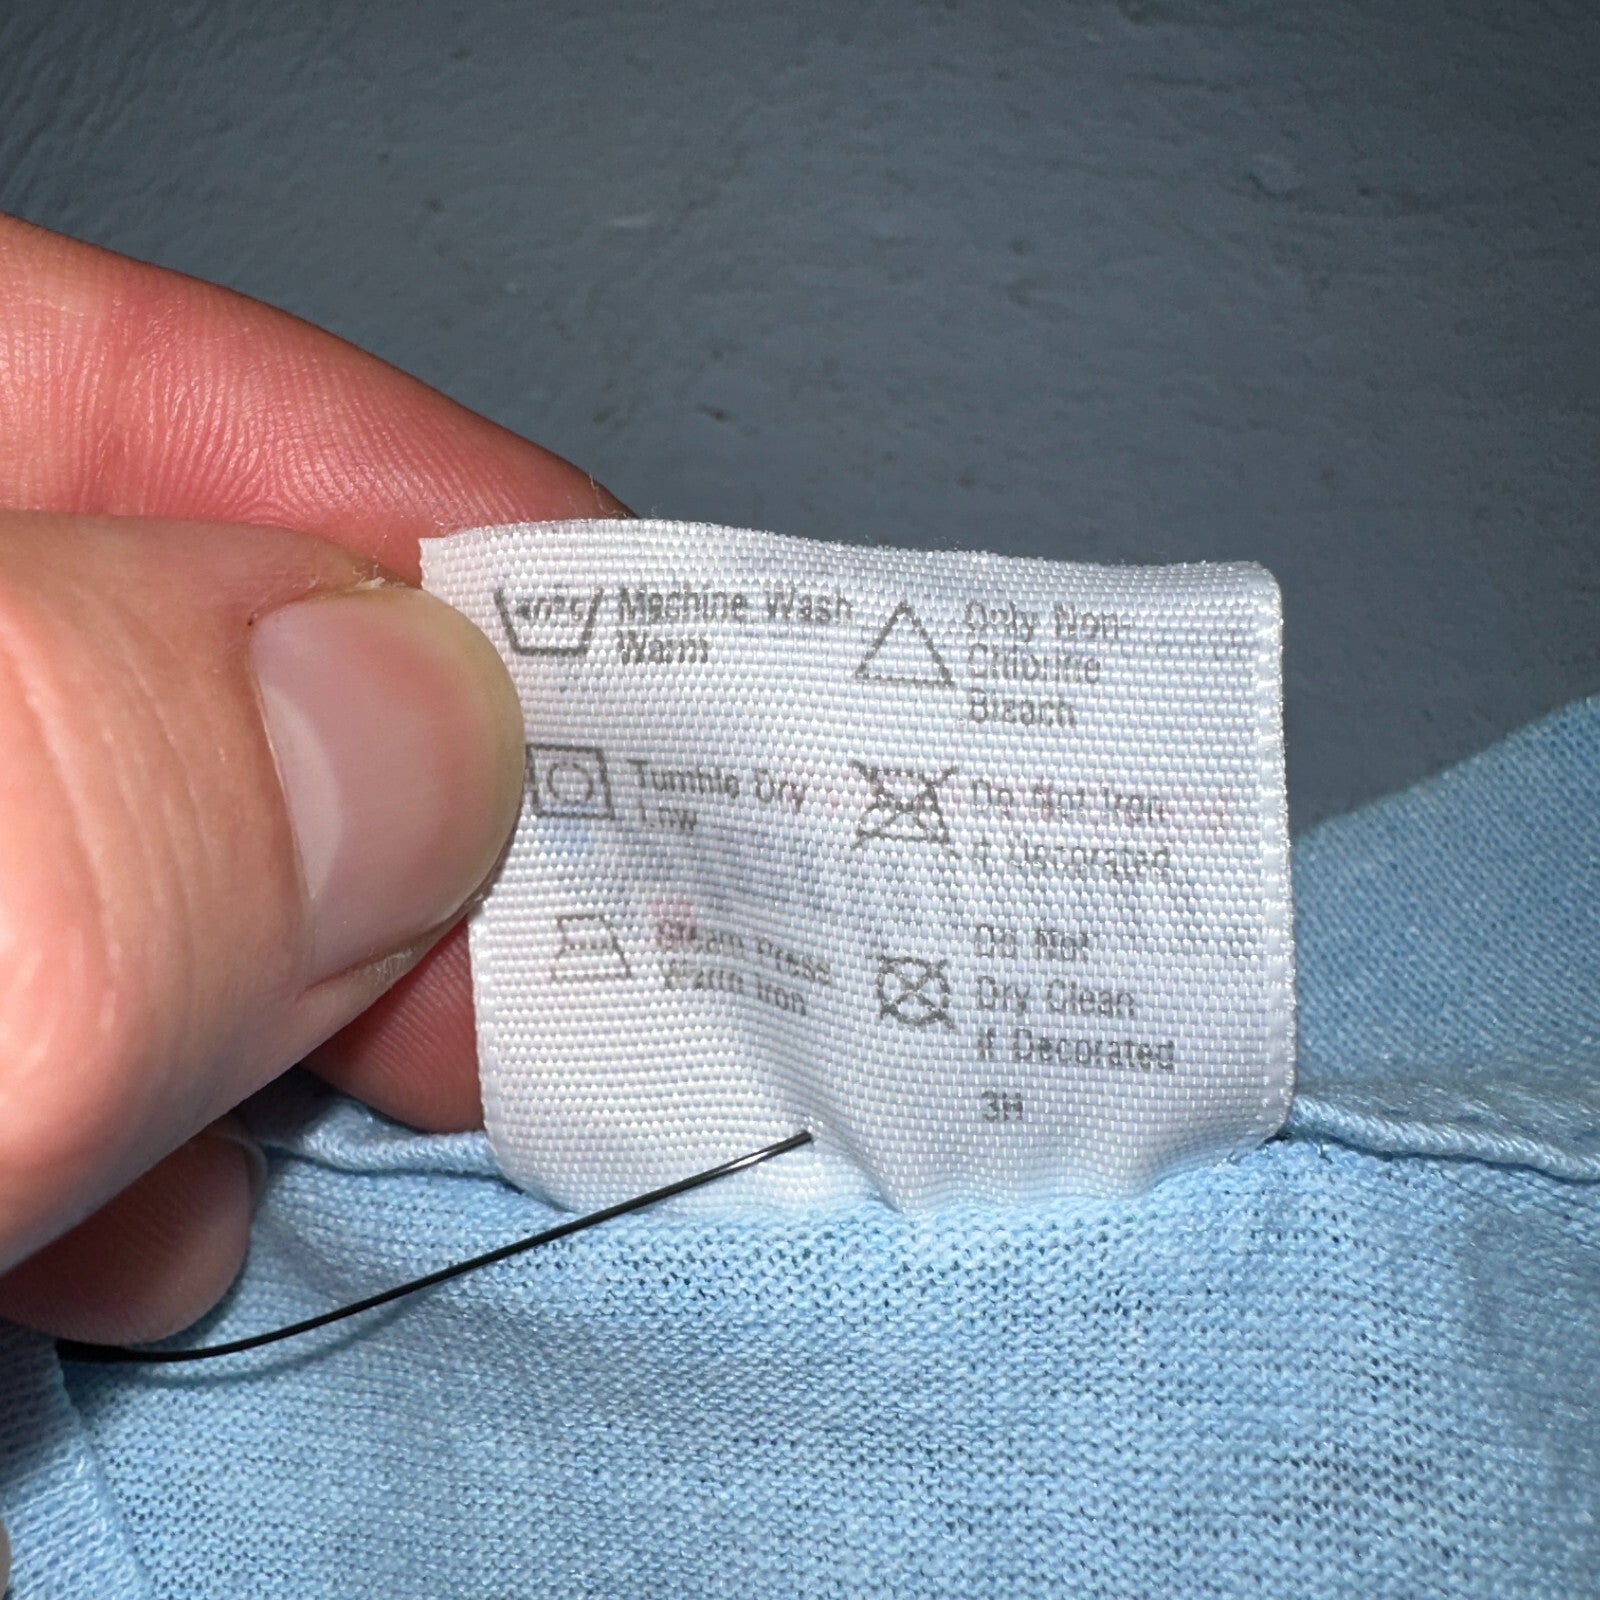 Machine Wash
Warm
Only Non-
Chlorine
Bleach
Tumble Dry
Low
Do Not Iron
If Decorated
Steam Press
Warm Iron
Do Not
Dry Clean
If Decorated
3H